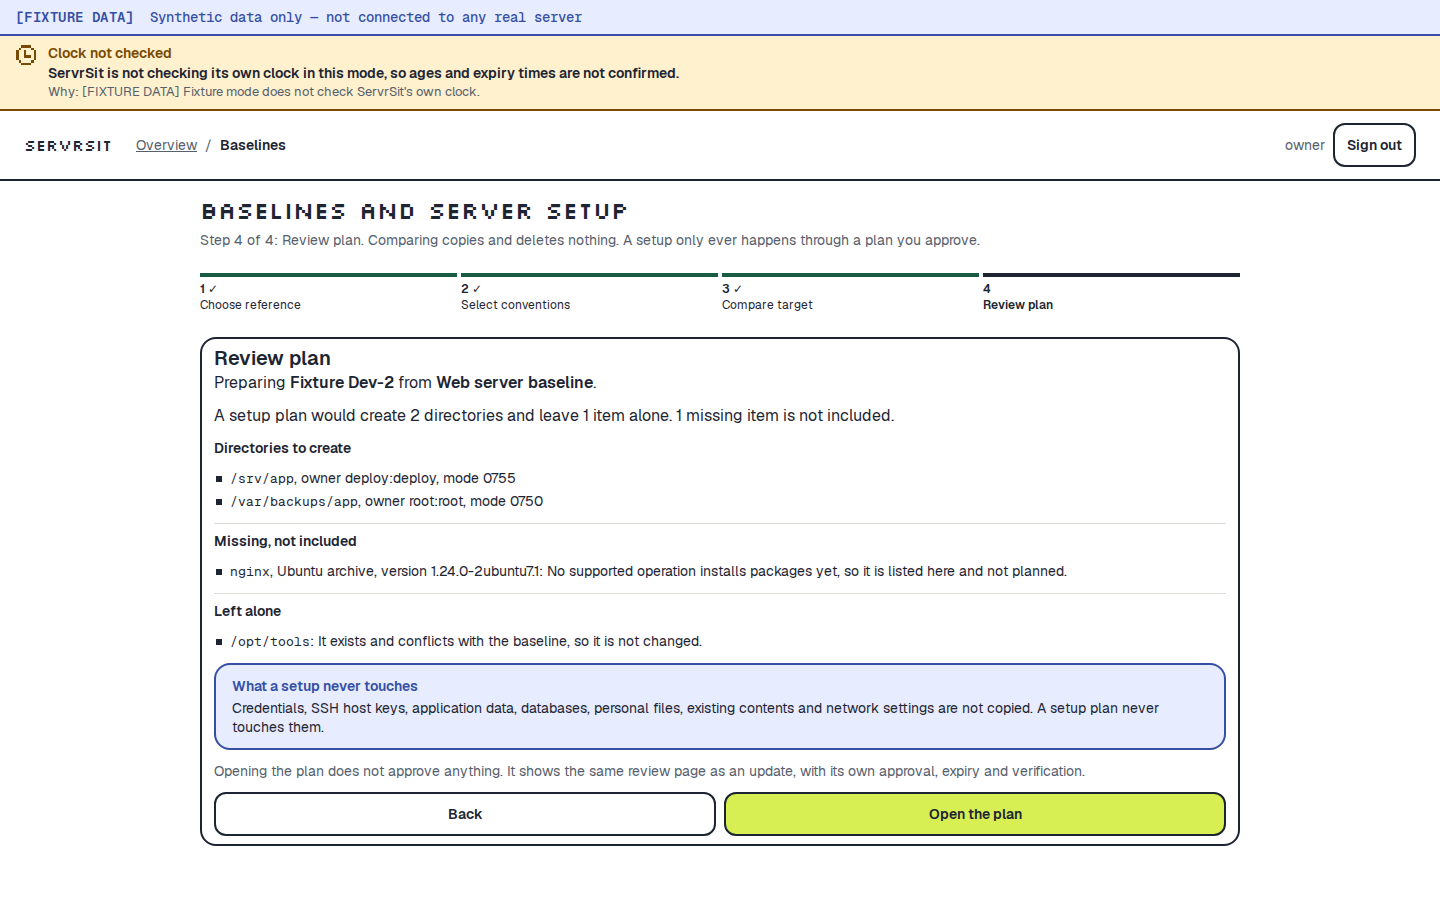 [FIXTURE DATA] Synthetic data only — not connected to any real server
Clock not checked
ServrSit is not checking its own clock in this mode, so ages and expiry times are not confirmed.
Why: [FIXTURE DATA] Fixture mode does not check ServrSit's own clock.
SERVRSIT
Overview / Baselines
owner
Sign out
BASELINES AND SERVER SETUP
Step 4 of 4: Review plan. Comparing copies and deletes nothing. A setup only ever happens through a plan you approve.
1 ✓
Choose reference
2 ✓
Select conventions
3 ✓
Compare target
4
Review plan
Review plan
Preparing Fixture Dev-2 from Web server baseline.
A setup plan would create 2 directories and leave 1 item alone. 1 missing item is not included.
Directories to create
/srv/app, owner deploy:deploy, mode 0755
/var/backups/app, owner root:root, mode 0750
Missing, not included
nginx, Ubuntu archive, version 1.24.0-2ubuntu7.1: No supported operation installs packages yet, so it is listed here and not planned.
Left alone
/opt/tools: It exists and conflicts with the baseline, so it is not changed.
What a setup never touches
Credentials, SSH host keys, application data, databases, personal files, existing contents and network settings are not copied. A setup plan never
touches them.
Opening the plan does not approve anything. It shows the same review page as an update, with its own approval, expiry and verification.
Back
Open the plan